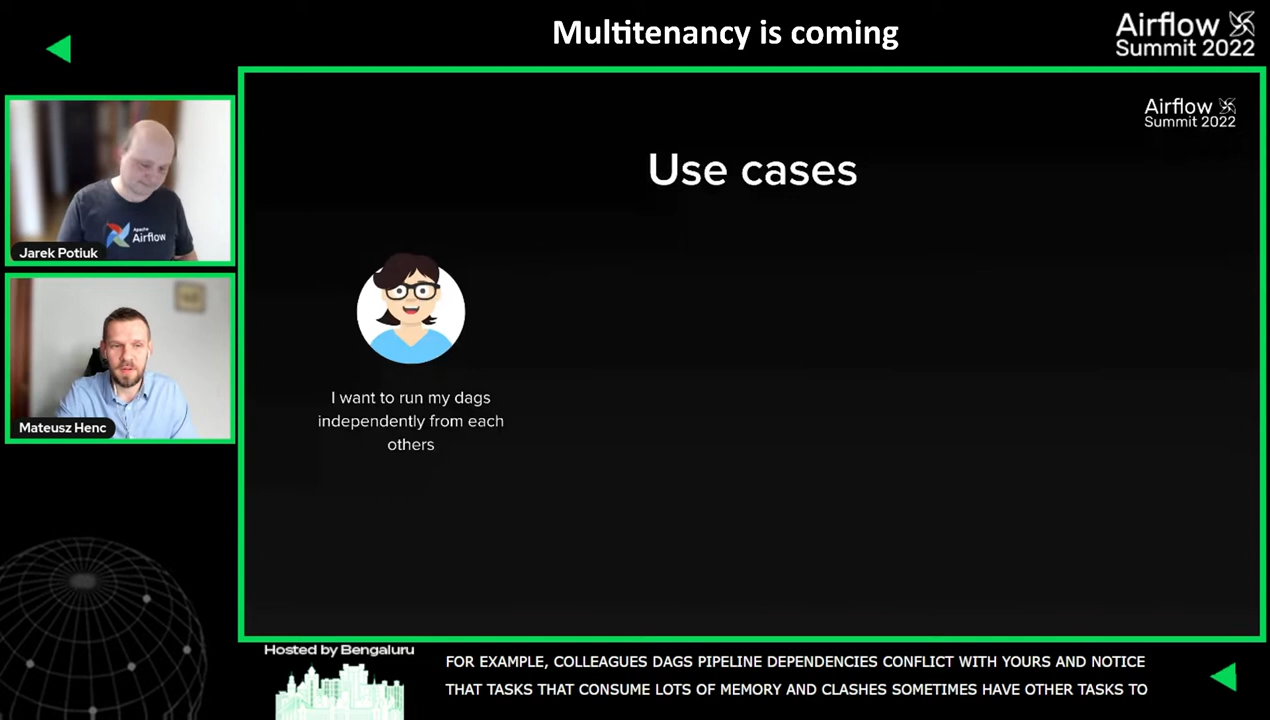 Multitenancy is coming
Airflow
Summit 2022
Airflow
Summit 2022
Use cases
Apache
Airflow
Jarek Potiuk
Mateusz Henc
I want to run my dags
independently from each
others
Hosted by Bengaluru
FOR EXAMPLE, COLLEAGUES DAGS PIPELINE DEPENDENCIES CONFLICT WITH YOURS AND NOTICE
THAT TASKS THAT CONSUME LOTS OF MEMORY AND CLASHES SOMETIMES HAVE OTHER TASKS TO